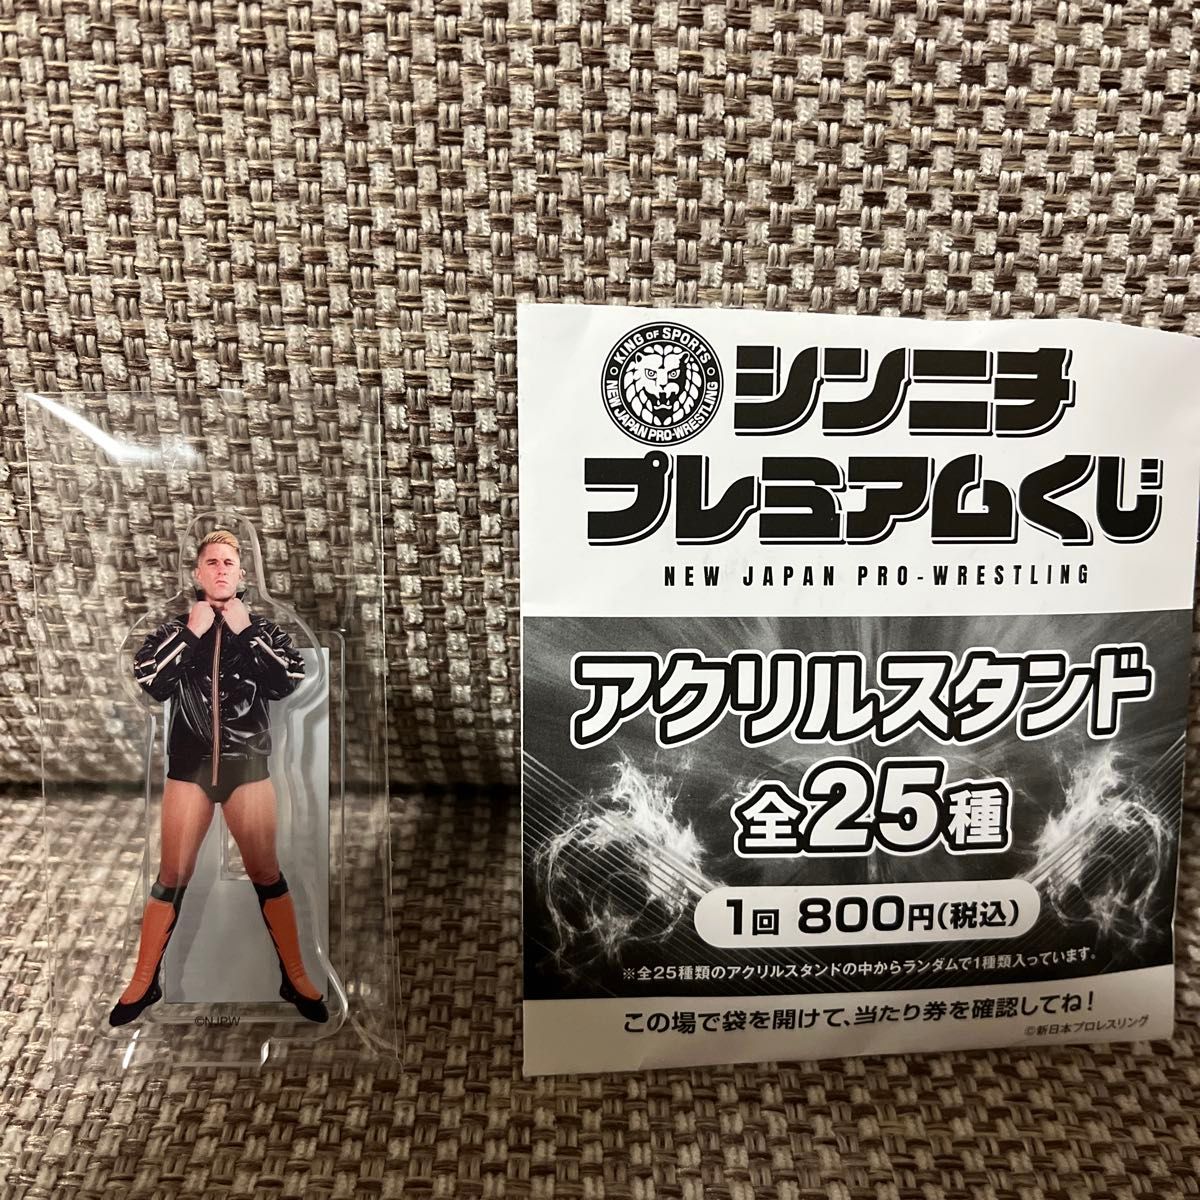 KING OF SPORTS
NEW JAPAN PRO-WRESTLING
シンニチ
プレミアムくじ
NEW JAPAN PRO-WRESTLING
アクリルスタンド
全25種
1回 800円(税込)
※全25種類のアクリルスタンドの中からランダムで1種類入っています。
この場で袋を開けて、当たり券を確認してね!
©新日本プロレスリング
©NJPW